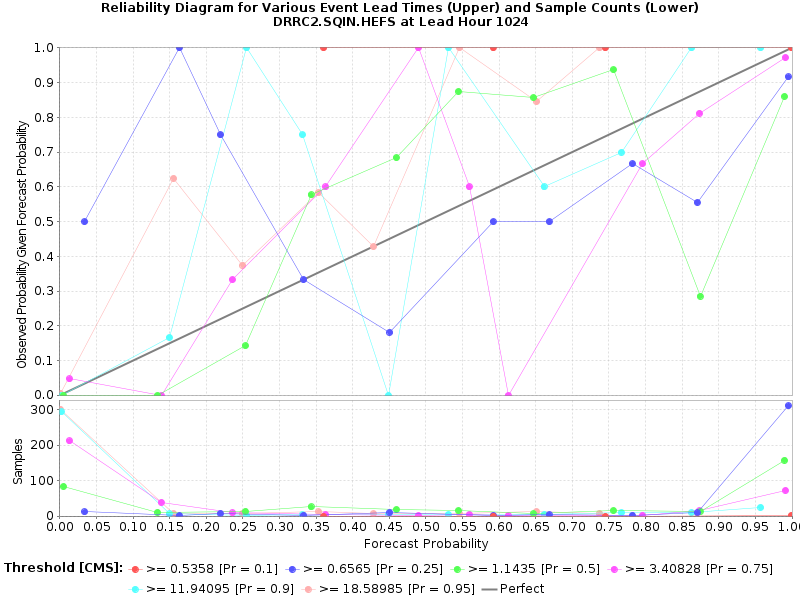 Reliability Diagram for Various Event Lead Times (Upper) and Sample Counts (Lower)
DRRC2.SQIN.HEFS at Lead Hour 1024
Observed Probability Given Forecast Probability
1.0
0.9
0.8
0.7
0.6
0.5
0.4
0.3
0.2
0.1
0.0
Samples
300
200
100
0
0.00 0.05 0.10 0.15 0.20 0.25 0.30 0.35 0.40 0.45 0.50 0.55 0.60 0.65 0.70 0.75 0.80 0.85 0.90 0.95 1.0
Forecast Probability
Threshold [CMS]: >= 0.5358 [Pr = 0.1] >= 0.6565 [Pr = 0.25] >= 1.1435 [Pr = 0.5] >= 3.40828 [Pr = 0.75]
>= 11.94095 [Pr = 0.9] >= 18.58985 [Pr = 0.95] Perfect